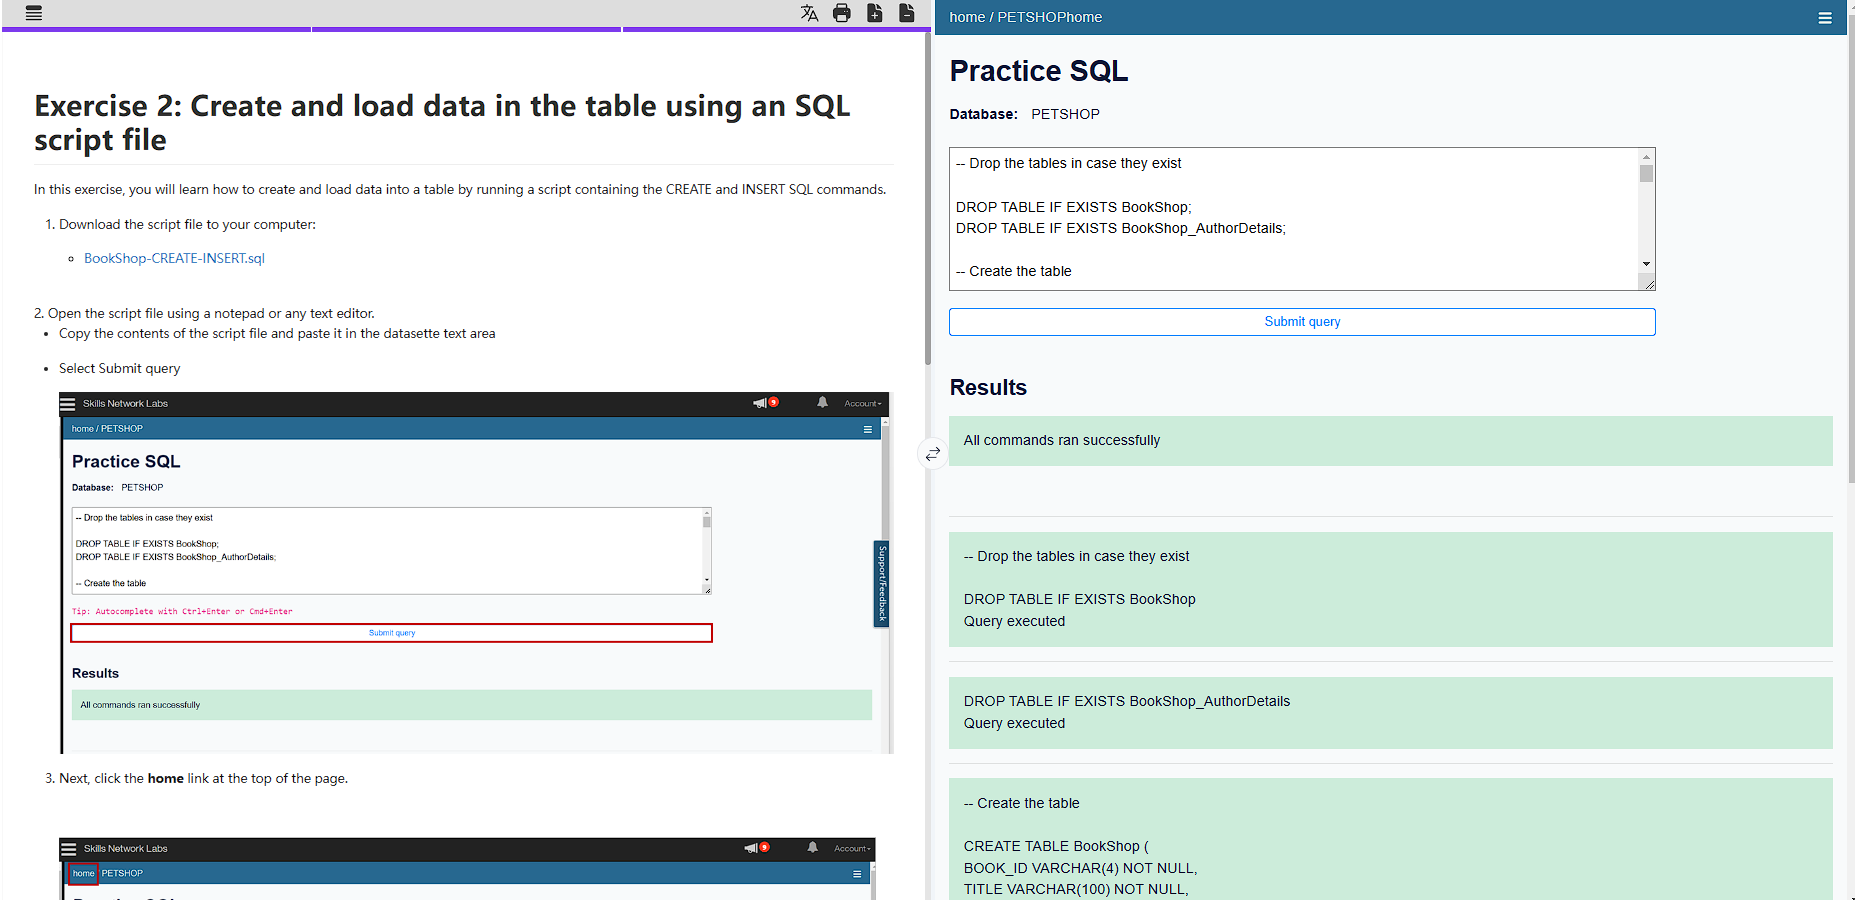 Exercise 2: Create and load data in the table using an SQL
script file
In this exercise, you will learn how to create and load data into a table by running a script containing the CREATE and INSERT SQL commands.
1. Download the script file to your computer:
BookShop-CREATE-INSERT.sql
2. Open the script file using a notepad or any text editor.
Copy the contents of the script file and paste it in the datasette text area
Select Submit query
Skills Network Labs
9
Account
home / PETSHOP
Practice SQL
Database: PETSHOP
-- Drop the tables in case they exist
DROP TABLE IF EXISTS BookShop;
DROP TABLE IF EXISTS BookShop_AuthorDetails;
-- Create the table
Tip: Autocomplete with Ctrl+Enter or Cmd+Enter
Submit query
Support/Feedback
Results
All commands ran successfully
3. Next, click the home link at the top of the page.
Skills Network Labs
9
Account
home / PETSHOP
home / PETSHOPhome
Practice SQL
Database: PETSHOP
-- Drop the tables in case they exist
DROP TABLE IF EXISTS BookShop;
DROP TABLE IF EXISTS BookShop_AuthorDetails;
-- Create the table
Submit query
Results
All commands ran successfully
-- Drop the tables in case they exist
DROP TABLE IF EXISTS BookShop
Query executed
DROP TABLE IF EXISTS BookShop_AuthorDetails
Query executed
-- Create the table
CREATE TABLE BookShop (
BOOK_ID VARCHAR(4) NOT NULL,
TITLE VARCHAR(100) NOT NULL,